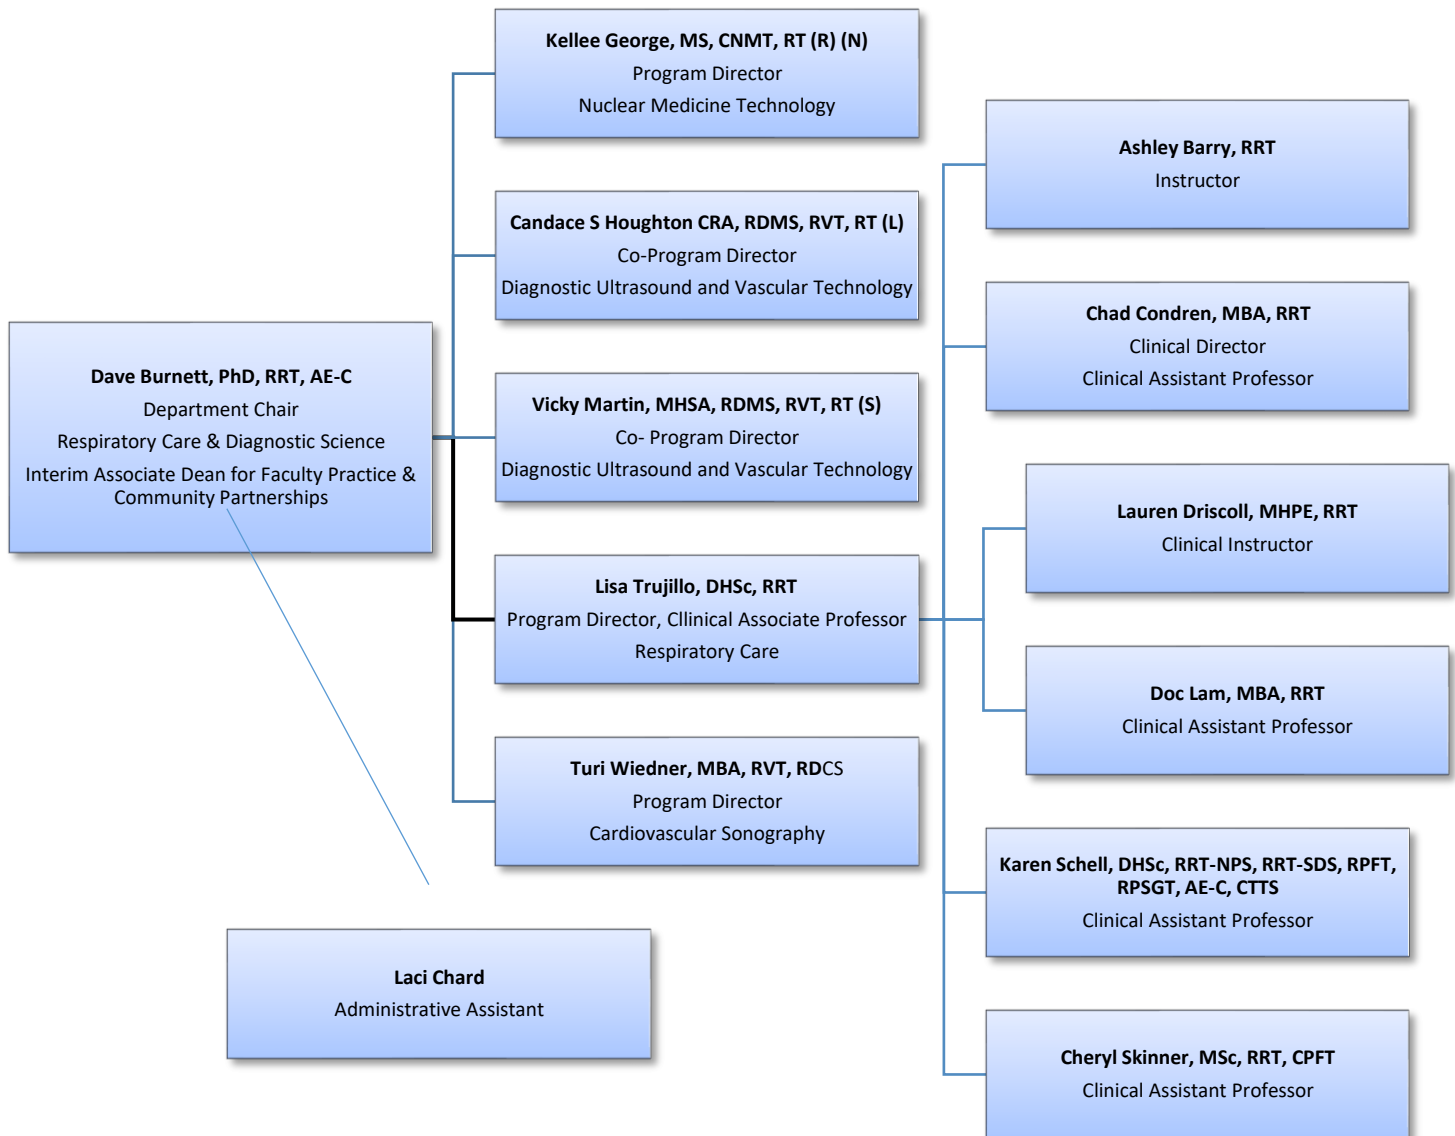 Kellee George, MS, CNMT, RT (R) (N)
Program Director
Nuclear Medicine Technology
Candace S Houghton CRA, RDMS, RVT, RT (L)
Co-Program Director
Diagnostic Ultrasound and Vascular Technology
Dave Burnett, PhD, RRT, AE-C
Department Chair
Respiratory Care & Diagnostic Science
Interim Associate Dean for Faculty Practice &
Community Partnerships
Vicky Martin, MHSA, RDMS, RVT, RT (S)
Co- Program Director
Diagnostic Ultrasound and Vascular Technology
Lisa Trujillo, DHSc, RRT
Program Director, Cllinical Associate Professor
Respiratory Care
Turi Wiedner, MBA, RVT, RDCS
Program Director
Cardiovascular Sonography
Laci Chard
Administrative Assistant
Ashley Barry, RRT
Instructor
Chad Condren, MBA, RRT
Clinical Director
Clinical Assistant Professor
Lauren Driscoll, MHPE, RRT
Clinical Instructor
Doc Lam, MBA, RRT
Clinical Assistant Professor
Karen Schell, DHSc, RRT-NPS, RRT-SDS, RPFT,
RPSGT, AE-C, CTTS
Clinical Assistant Professor
Cheryl Skinner, MSc, RRT, CPFT
Clinical Assistant Professor